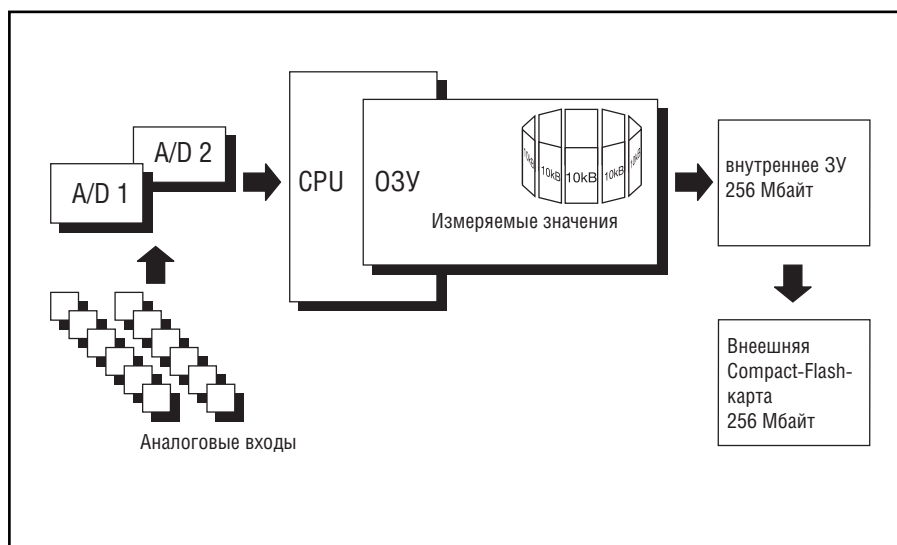 A/D 2
A/D 1
CPU
ОЗУ
10kB
10kB
10kB
10kB
10kB
Измеряемые значения
внутреннее ЗУ
256 Мбайт
Внеешняя
Compact-Flash-
карта
256 Мбайт
Аналоговые входы